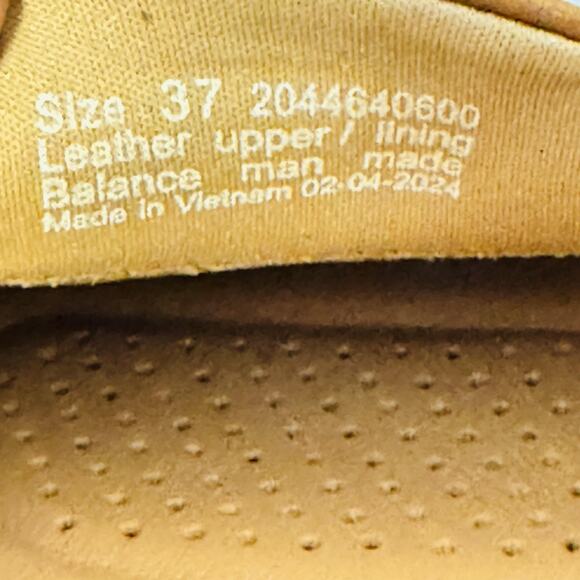 Size 37 2044640600
Leather upper / lining
Balance man made
Made in Vietnam 02-04-2024